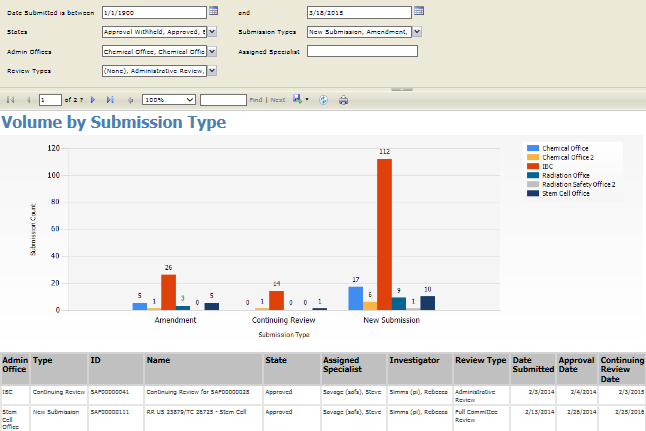 Date Submitted is between 1/1/1900 and 3/18/2015
States Approval Withheld, Approved, E Submission Types New Submission, Amendment,
Admin Offices Chemical Office, Chemical Offic Assigned Specialist
Review Types (None), Administrative Review,
1 of 2 ? 100% Find | Next
Volume by Submission Type
120
100
80
60
40
20
0
Submission Count
5 1 26 3 0 5
0 1 14 0 0 1
17 6 112 9 1 10
Amendment Continuing Review New Submission
Submission Type
Chemical Office
Chemical Office 2
IBC
Radiation Office
Radiation Safety Office 2
Stem Cell Office
Admin Office Type ID Name State Assigned Specialist Investigator Review Type Date Submitted Approval Date Continuing Review Date
IBC Continuing Review SAF00000041 Continuing Review for SAF00000028 Approved Savage (safs), Steve Simms (pi), Rebecca Administrative Review 2/3/2014 2/4/2014 2/3/2015
Stem Cell Office New Submission SAF00000111 RR US 23879/TC 28723 - Stem Cell Approved Savage (safs), Steve Simms (pi), Rebecca Full Committee Review 2/13/2014 2/26/2014 2/25/2015